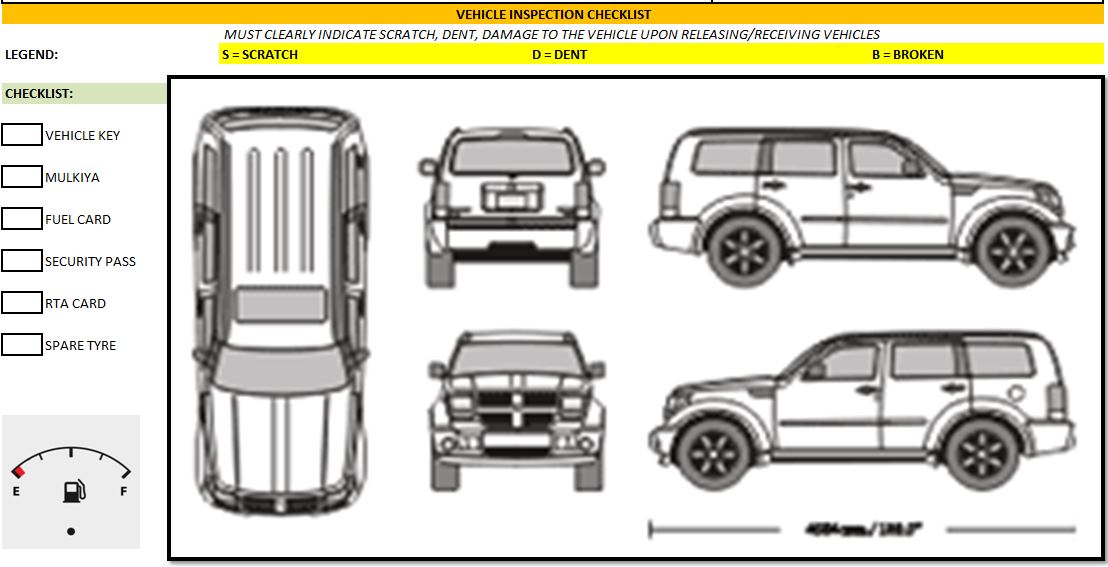 VEHICLE INSPECTION CHECKLIST
MUST CLEARLY INDICATE SCRATCH, DENT, DAMAGE TO THE VEHICLE UPON RELEASING/RECEIVING VEHICLES
LEGEND: S = SCRATCH D = DENT B = BROKEN
CHECKLIST:
VEHICLE KEY
MULKIYA
FUEL CARD
SECURITY PASS
RTA CARD
SPARE TYRE
E F